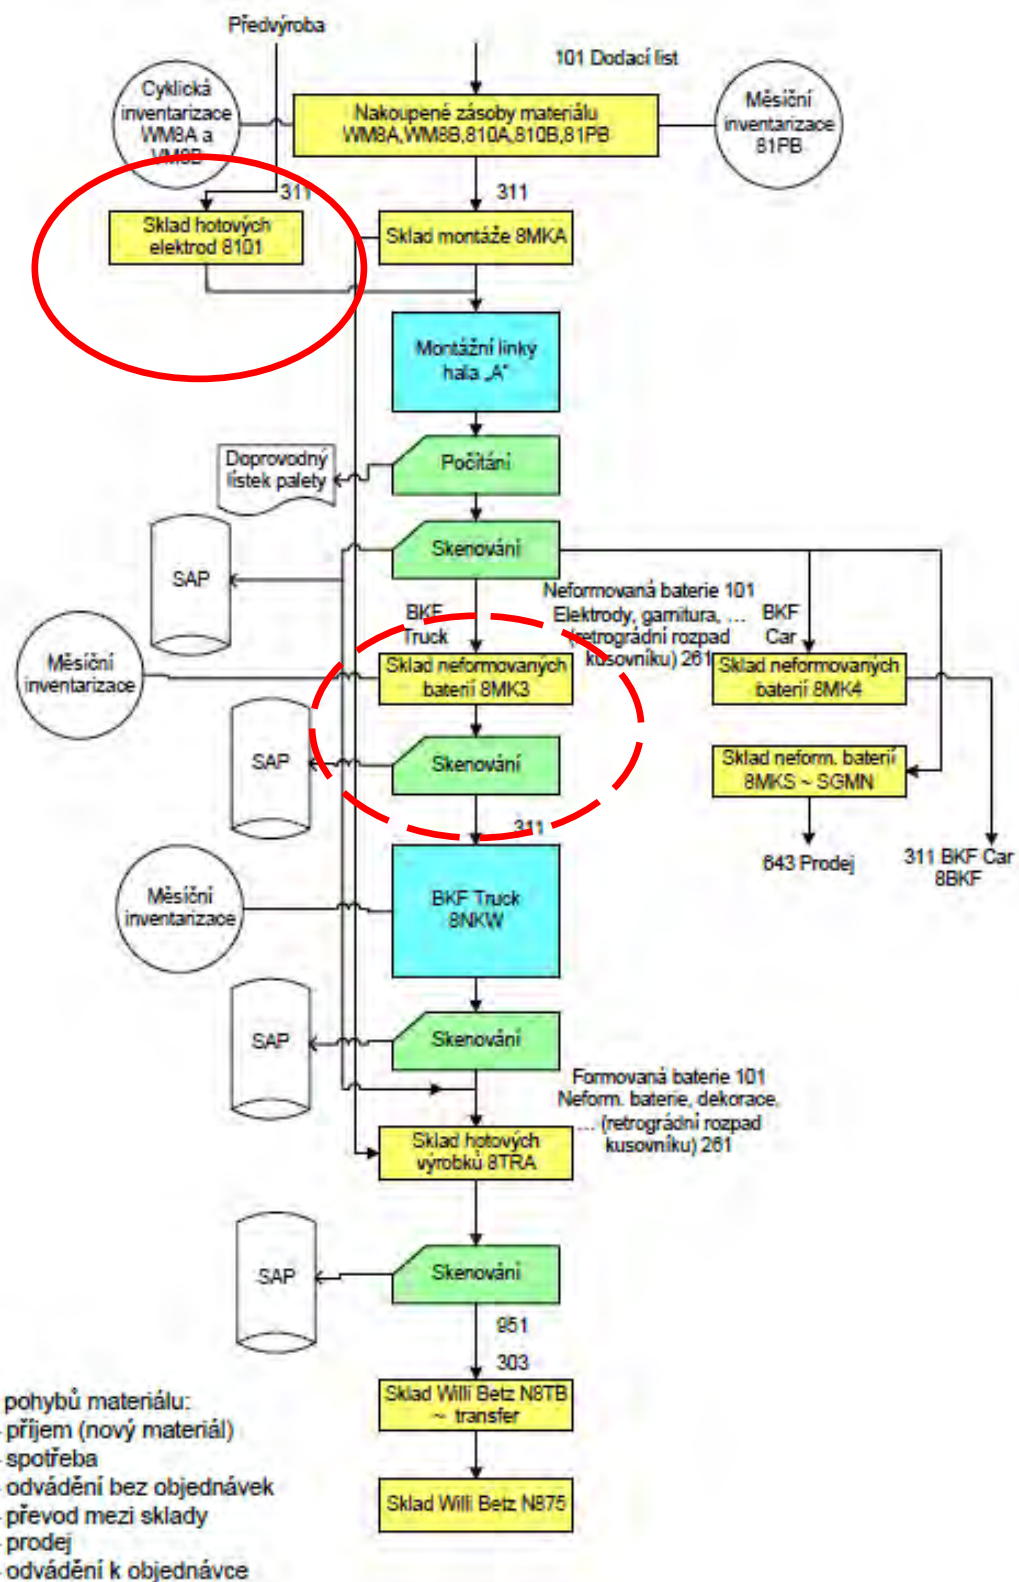 Předvýroba
101 Dodací list
Cyklická
inventarizace
WM8A a
VM8B
Nakoupené zásoby materiálu
WM8A,WM8B,810A,810B,81PB
Měsíční
inventarizace
81PB
311
311
Sklad hotových
elektrod 8101
Sklad montáže 8MKA
Montážní linky
hala „A"
Doprovodný
lístek palety
Počítání
SAP
Skenování
BKF
Truck
Neformovaná baterie 101
Elektrody, garnitura, ...
(retrográdní rozpad
kusovníku) 261
BKF
Car
Měsíční
inventarizace
Sklad neformovaných
baterií 8MK3
Sklad neformovaných
baterií 8MK4
SAP
Skenování
Sklad neform. baterií
8MKS ~ SGMN
311
643 Prodej
311 BKF Car
8BKF
Měsíční
inventarizace
BKF Truck
8NKW
SAP
Skenování
Formovaná baterie 101
Neform. baterie, dekorace,
... (retrográdní rozpad
kusovníku) 261
Sklad hotových
výrobků 8TRA
SAP
Skenování
951
303
Sklad Willi Betz N8TB
~ transfer
Sklad Willi Betz N875
pohybů materiálu:
- příjem (nový materiál)
- spotřeba
- odvádění bez objednávek
- převod mezi sklady
- prodej
- odvádění k objednávce